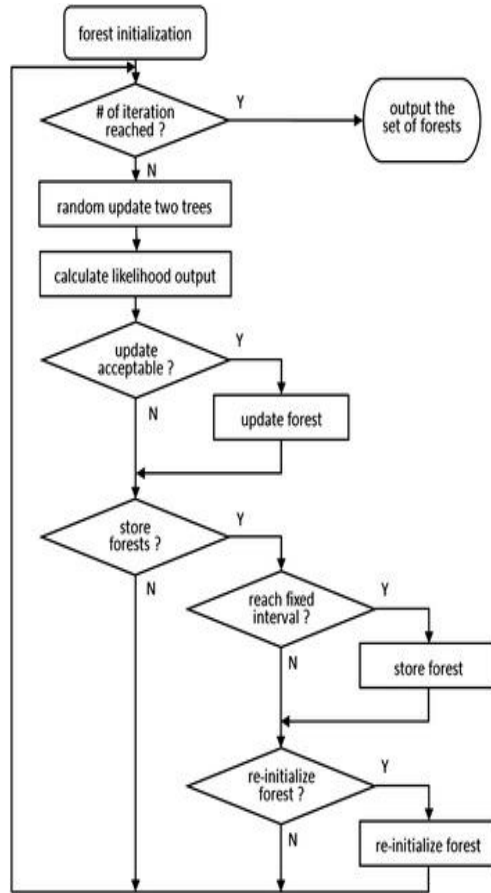 forest initialization
# of iteration
reached ?
Y
output the
set of forests
N
random update two trees
calculate likelihood output
update
acceptable ?
Y
N
update forest
store
forests ?
Y
N
reach fixed
interval ?
Y
N
store forest
re-initialize
forest ?
Y
N
re-initialize forest